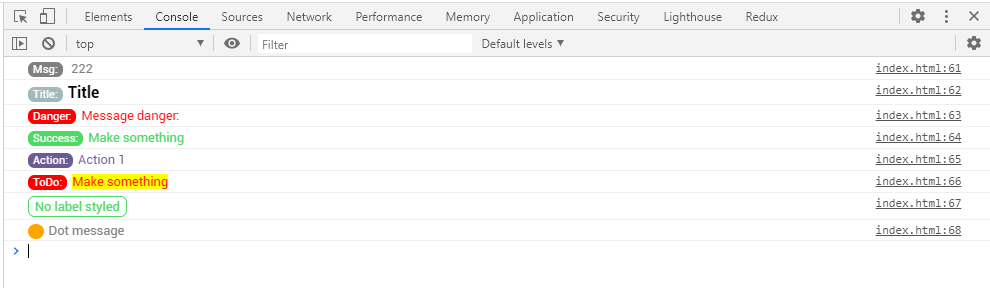 Elements Console Sources Network Performance Memory Application Security Lighthouse Redux
top Filter Default levels
Msg: 222 index.html:61
Title: Title index.html:62
Danger: Message danger: index.html:63
Success: Make something index.html:64
Action: Action 1 index.html:65
ToDo: Make something index.html:66
No label styled index.html:67
Dot message index.html:68